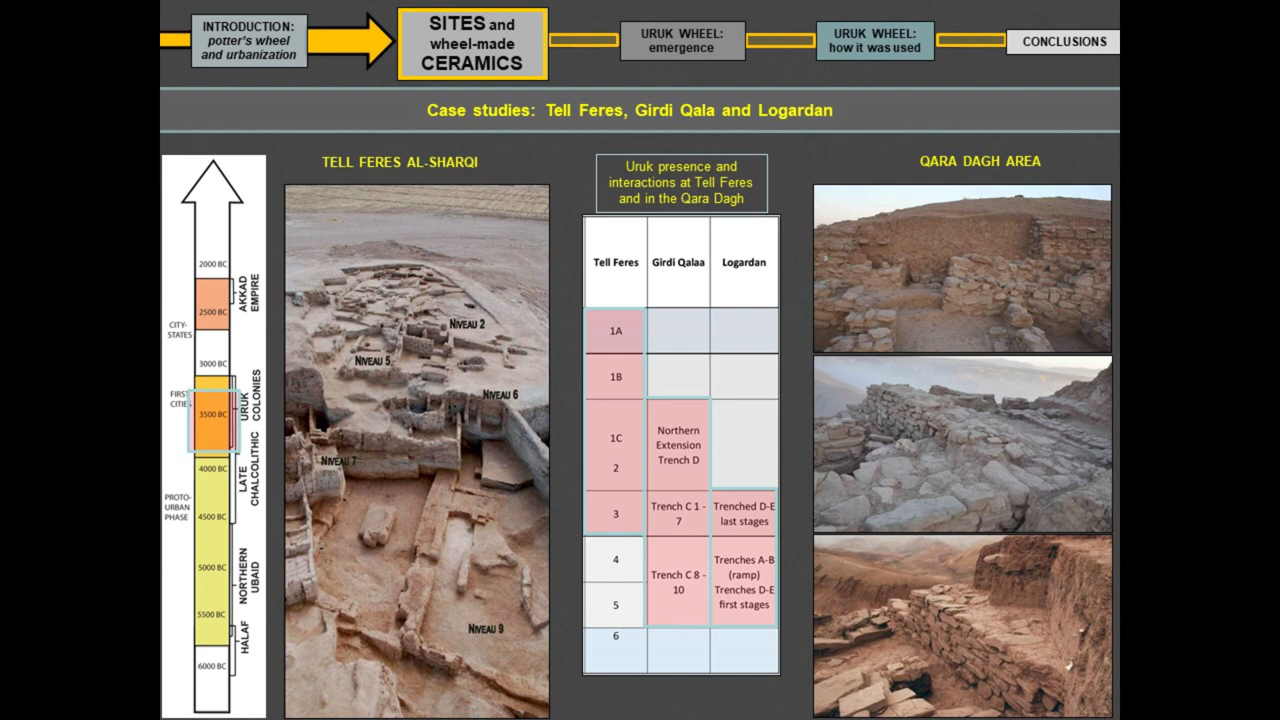 INTRODUCTION:
potter's wheel
and urbanization
SITES and
wheel-made
CERAMICS
URUK WHEEL:
emergence
URUK WHEEL:
how it was used
CONCLUSIONS
Case studies: Tell Feres, Girdi Qala and Logardan
2000 BC
2500 BC
3000 BC
3500 BC
4000 BC
4500 BC
5000 BC
5500 BC
6000 BC
CITY-
STATES
FIRST
CITIES
PROTO-
URBAN
PHASE
AKKAD
EMPIRE
URUK
COLONIES
LATE
CHALCOLITHIC
NORTHERN
UBAID
HALAF
TELL FERES AL-SHARQI
NIVEAU 2
NIVEAU 5
NIVEAU 6
NIVEAU 7
NIVEAU 9
Uruk presence and
interactions at Tell Feres
and in the Qara Dagh
Tell Feres Girdi Qalaa Logardan
1A
1B
1C
2
Northern
Extension
Trench D
3
Trench C 1 -
7
Trenched D-E
last stages
4
5
Trench C 8 -
10
Trenches A-B
(ramp)
Trenches D-E
first stages
6
QARA DAGH AREA